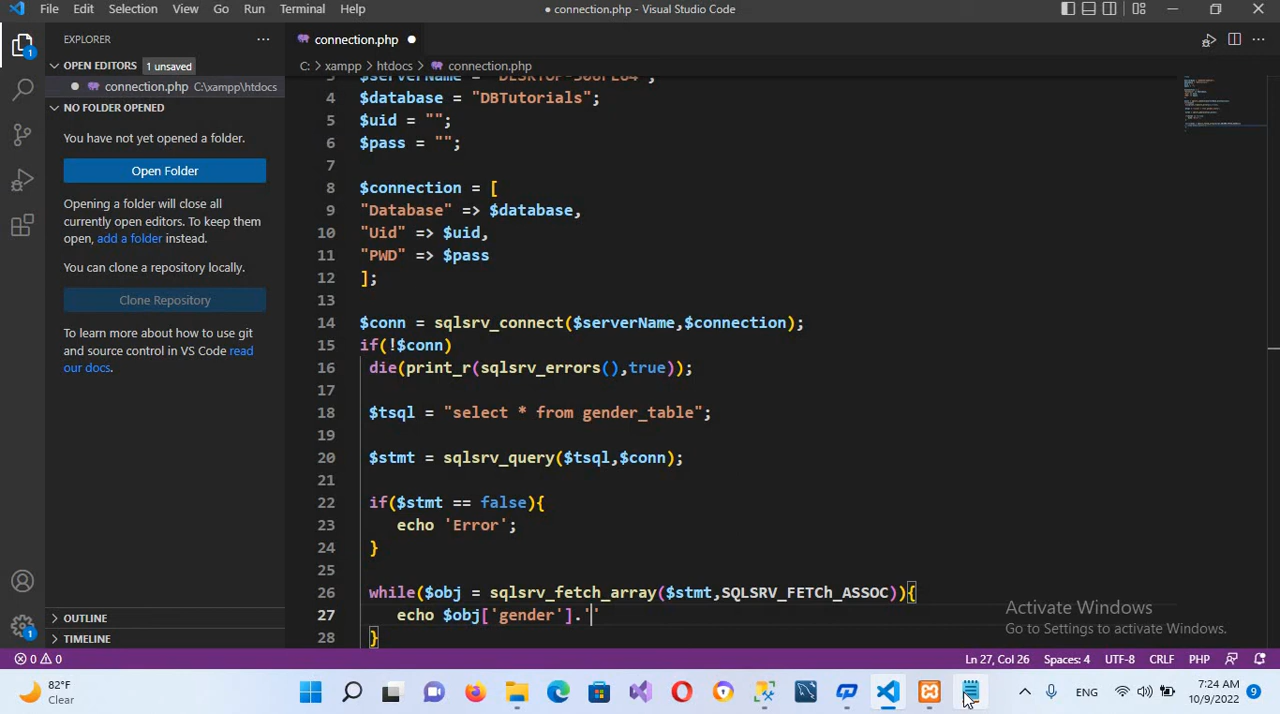 File Edit Selection View Go Run Terminal Help
● connection.php - Visual Studio Code
EXPLORER
OPEN EDITORS 1 unsaved
connection.php C:\xampp\htdocs
NO FOLDER OPENED
You have not yet opened a folder.
Open Folder
Opening a folder will close all
currently open editors. To keep them
open, add a folder instead.
You can clone a repository locally.
Clone Repository
To learn more about how to use git
and source control in VS Code read
our docs.
OUTLINE
TIMELINE
1
1
connection.php
C: > xampp > htdocs > connection.php
4 $database = "DBTutorials";
5 $uid = "";
6 $pass = "";
7
8 $connection = [
9 "Database" => $database,
10 "Uid" => $uid,
11 "PWD" => $pass
12 ];
13
14 $conn = sqlsrv_connect($serverName,$connection);
15 if(!$conn)
16 die(print_r(sqlsrv_errors(),true));
17
18 $tsql = "select * from gender_table";
19
20 $stmt = sqlsrv_query($tsql,$conn);
21
22 if($stmt == false){
23 echo 'Error';
24 }
25
26 while($obj = sqlsrv_fetch_array($stmt,SQLSRV_FETCh_ASSOC)){
27 echo $obj['gender'].''
28 }
Activate Windows
Go to Settings to activate Windows.
0 0
Ln 27, Col 26 Spaces: 4 UTF-8 CRLF PHP
82°F
Clear
ENG
7:24 AM
10/9/2022
9